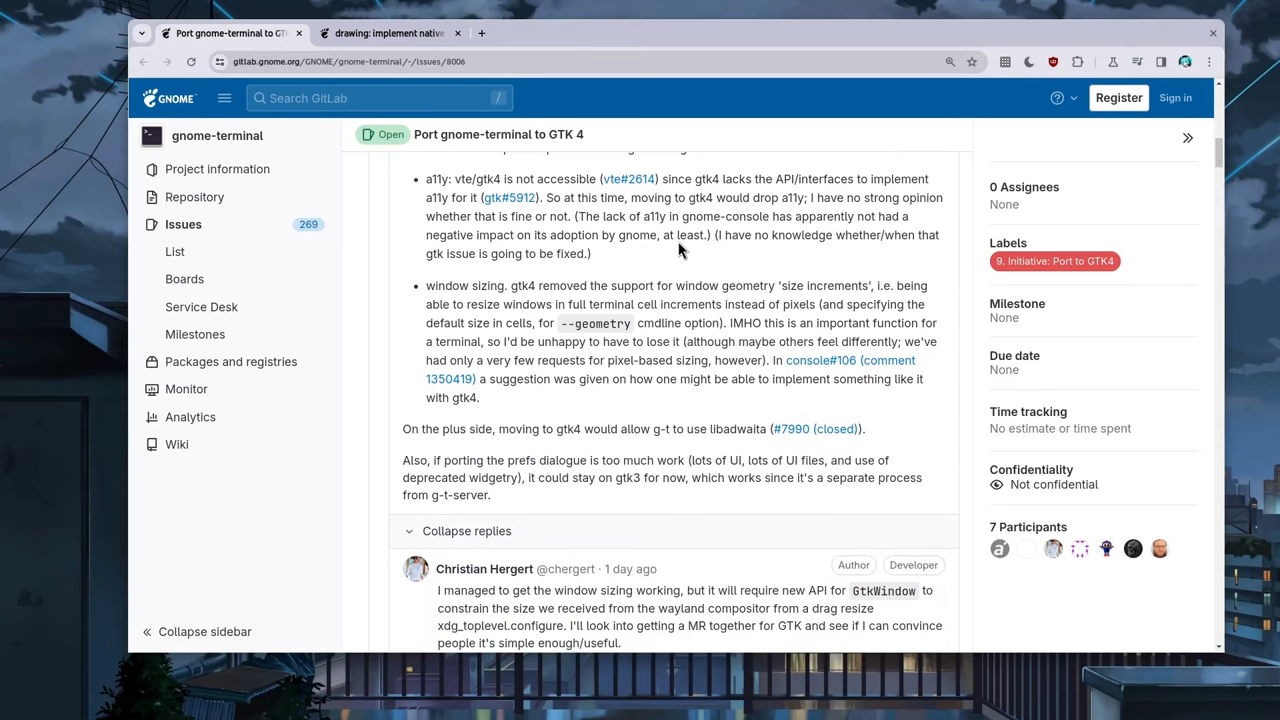 Port gnome-terminal to GT
drawing: implement native
gitlab.gnome.org/GNOME/gnome-terminal/-/issues/8006
GNOME
Search GitLab
/
Register
Sign in
gnome-terminal
Project information
Repository
Issues
269
List
Boards
Service Desk
Milestones
Packages and registries
Monitor
Analytics
Wiki
Collapse sidebar
Open
Port gnome-terminal to GTK 4
• a11y: vte/gtk4 is not accessible (vte#2614) since gtk4 lacks the API/interfaces to implement
a11y for it (gtk#5912). So at this time, moving to gtk4 would drop a11y; I have no strong opinion
whether that is fine or not. (The lack of a11y in gnome-console has apparently not had a
negative impact on its adoption by gnome, at least.) (I have no knowledge whether/when that
gtk issue is going to be fixed.)
• window sizing. gtk4 removed the support for window geometry 'size increments', i.e. being
able to resize windows in full terminal cell increments instead of pixels (and specifying the
default size in cells, for --geometry cmdline option). IMHO this is an important function for
a terminal, so I'd be unhappy to have to lose it (although maybe others feel differently; we've
had only a very few requests for pixel-based sizing, however). In console#106 (comment
1350419) a suggestion was given on how one might be able to implement something like it
with gtk4.
On the plus side, moving to gtk4 would allow g-t to use libadwaita (#7990 (closed)).
Also, if porting the prefs dialogue is too much work (lots of UI, lots of UI files, and use of
deprecated widgetry), it could stay on gtk3 for now, which works since it's a separate process
from g-t-server.
Collapse replies
Christian Hergert @chergert · 1 day ago
Author
Developer
I managed to get the window sizing working, but it will require new API for GtkWindow to
constrain the size we received from the wayland compositor from a drag resize
xdg_toplevel.configure. I'll look into getting a MR together for GTK and see if I can convince
people it's simple enough/useful.
0 Assignees
None
Labels
9. Initiative: Port to GTK4
Milestone
None
Due date
None
Time tracking
No estimate or time spent
Confidentiality
Not confidential
7 Participants